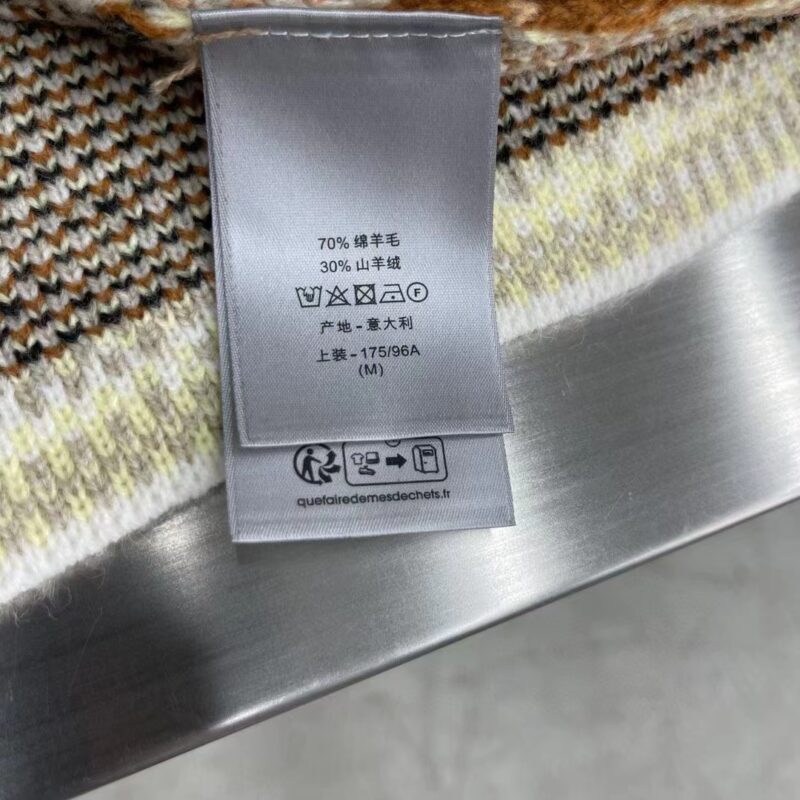 70% 绵羊毛
30% 山羊绒
F
产地 - 意大利
上装 - 175/96A
(M)
quefairedemesdechets.fr